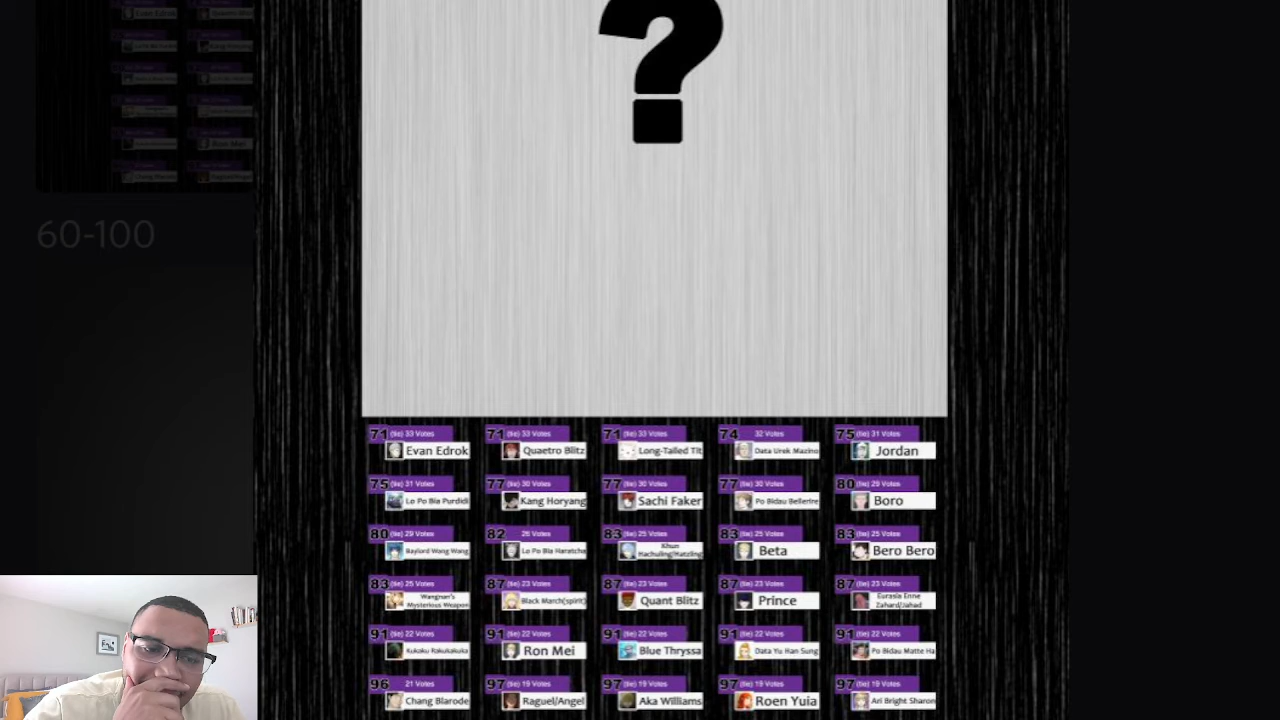 ?
60-100
71 (tie) 33 Votes
Evan Edrok
71 (tie) 33 Votes
Quaetro Blitz
71 (tie) 33 Votes
Long-Tailed Tit
74 32 Votes
Data Urek Mazino
75 (tie) 31 Votes
Jordan
75 (tie) 31 Votes
Lo Po Bia Purdidi
77 (tie) 30 Votes
Kang Horyang
77 (tie) 30 Votes
Sachi Faker
77 (tie) 30 Votes
Po Bidau Bellerire
80 (tie) 29 Votes
Boro
80 (tie) 29 Votes
Baylord Wang Wang
82 26 Votes
Lo Po Bia Haratcha
83 (tie) 25 Votes
Khun
Hachuling/Hatzling
83 (tie) 25 Votes
Beta
83 (tie) 25 Votes
Bero Bero
83 (tie) 25 Votes
Wangnan's
Mysterious Weapon
87 (tie) 23 Votes
Black March(spirit)
87 (tie) 23 Votes
Quant Blitz
87 (tie) 23 Votes
Prince
87 (tie) 23 Votes
Eurasia Enne
Zahard/Jahad
91 (tie) 22 Votes
Kukaku Rakukakuka
91 (tie) 22 Votes
Ron Mei
91 (tie) 22 Votes
Blue Thryssa
91 (tie) 22 Votes
Data Yu Han Sung
91 (tie) 22 Votes
Po Bidau Matte Ha
96 21 Votes
Chang Blarode
97 (tie) 19 Votes
Raguel/Angel
97 (tie) 19 Votes
Aka Williams
97 (tie) 19 Votes
Roen Yuia
97 (tie) 19 Votes
Ari Bright Sharon